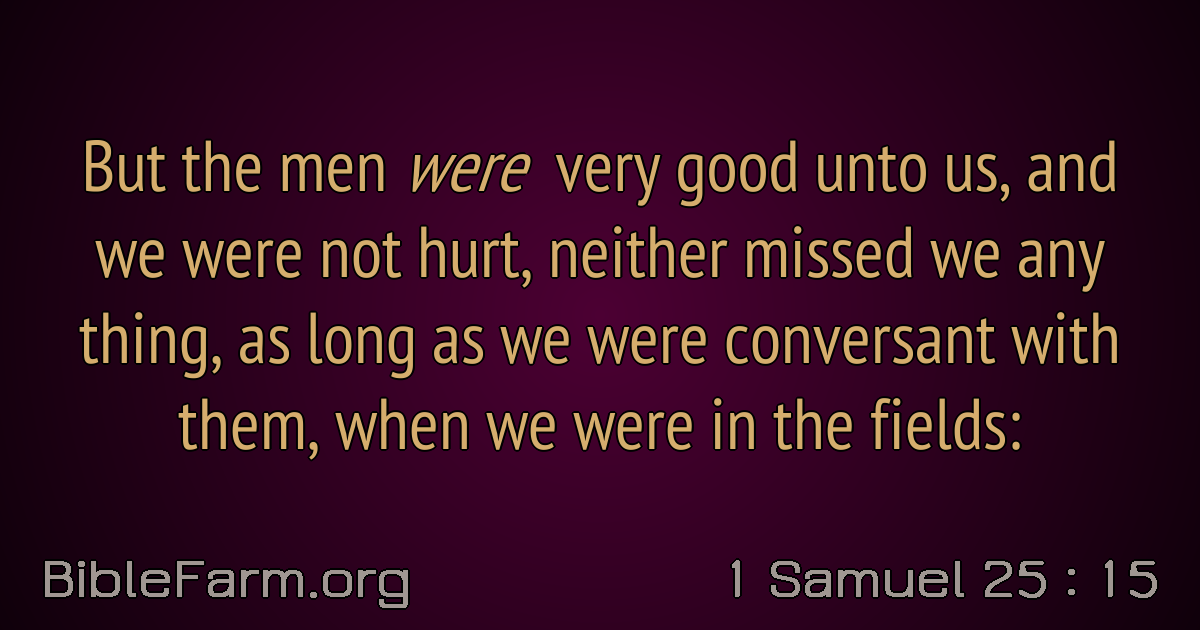 But the men were very good unto us, and
we were not hurt, neither missed we any
thing, as long as we were conversant with
them, when we were in the fields:
BibleFarm.org
1 Samuel 25 : 15